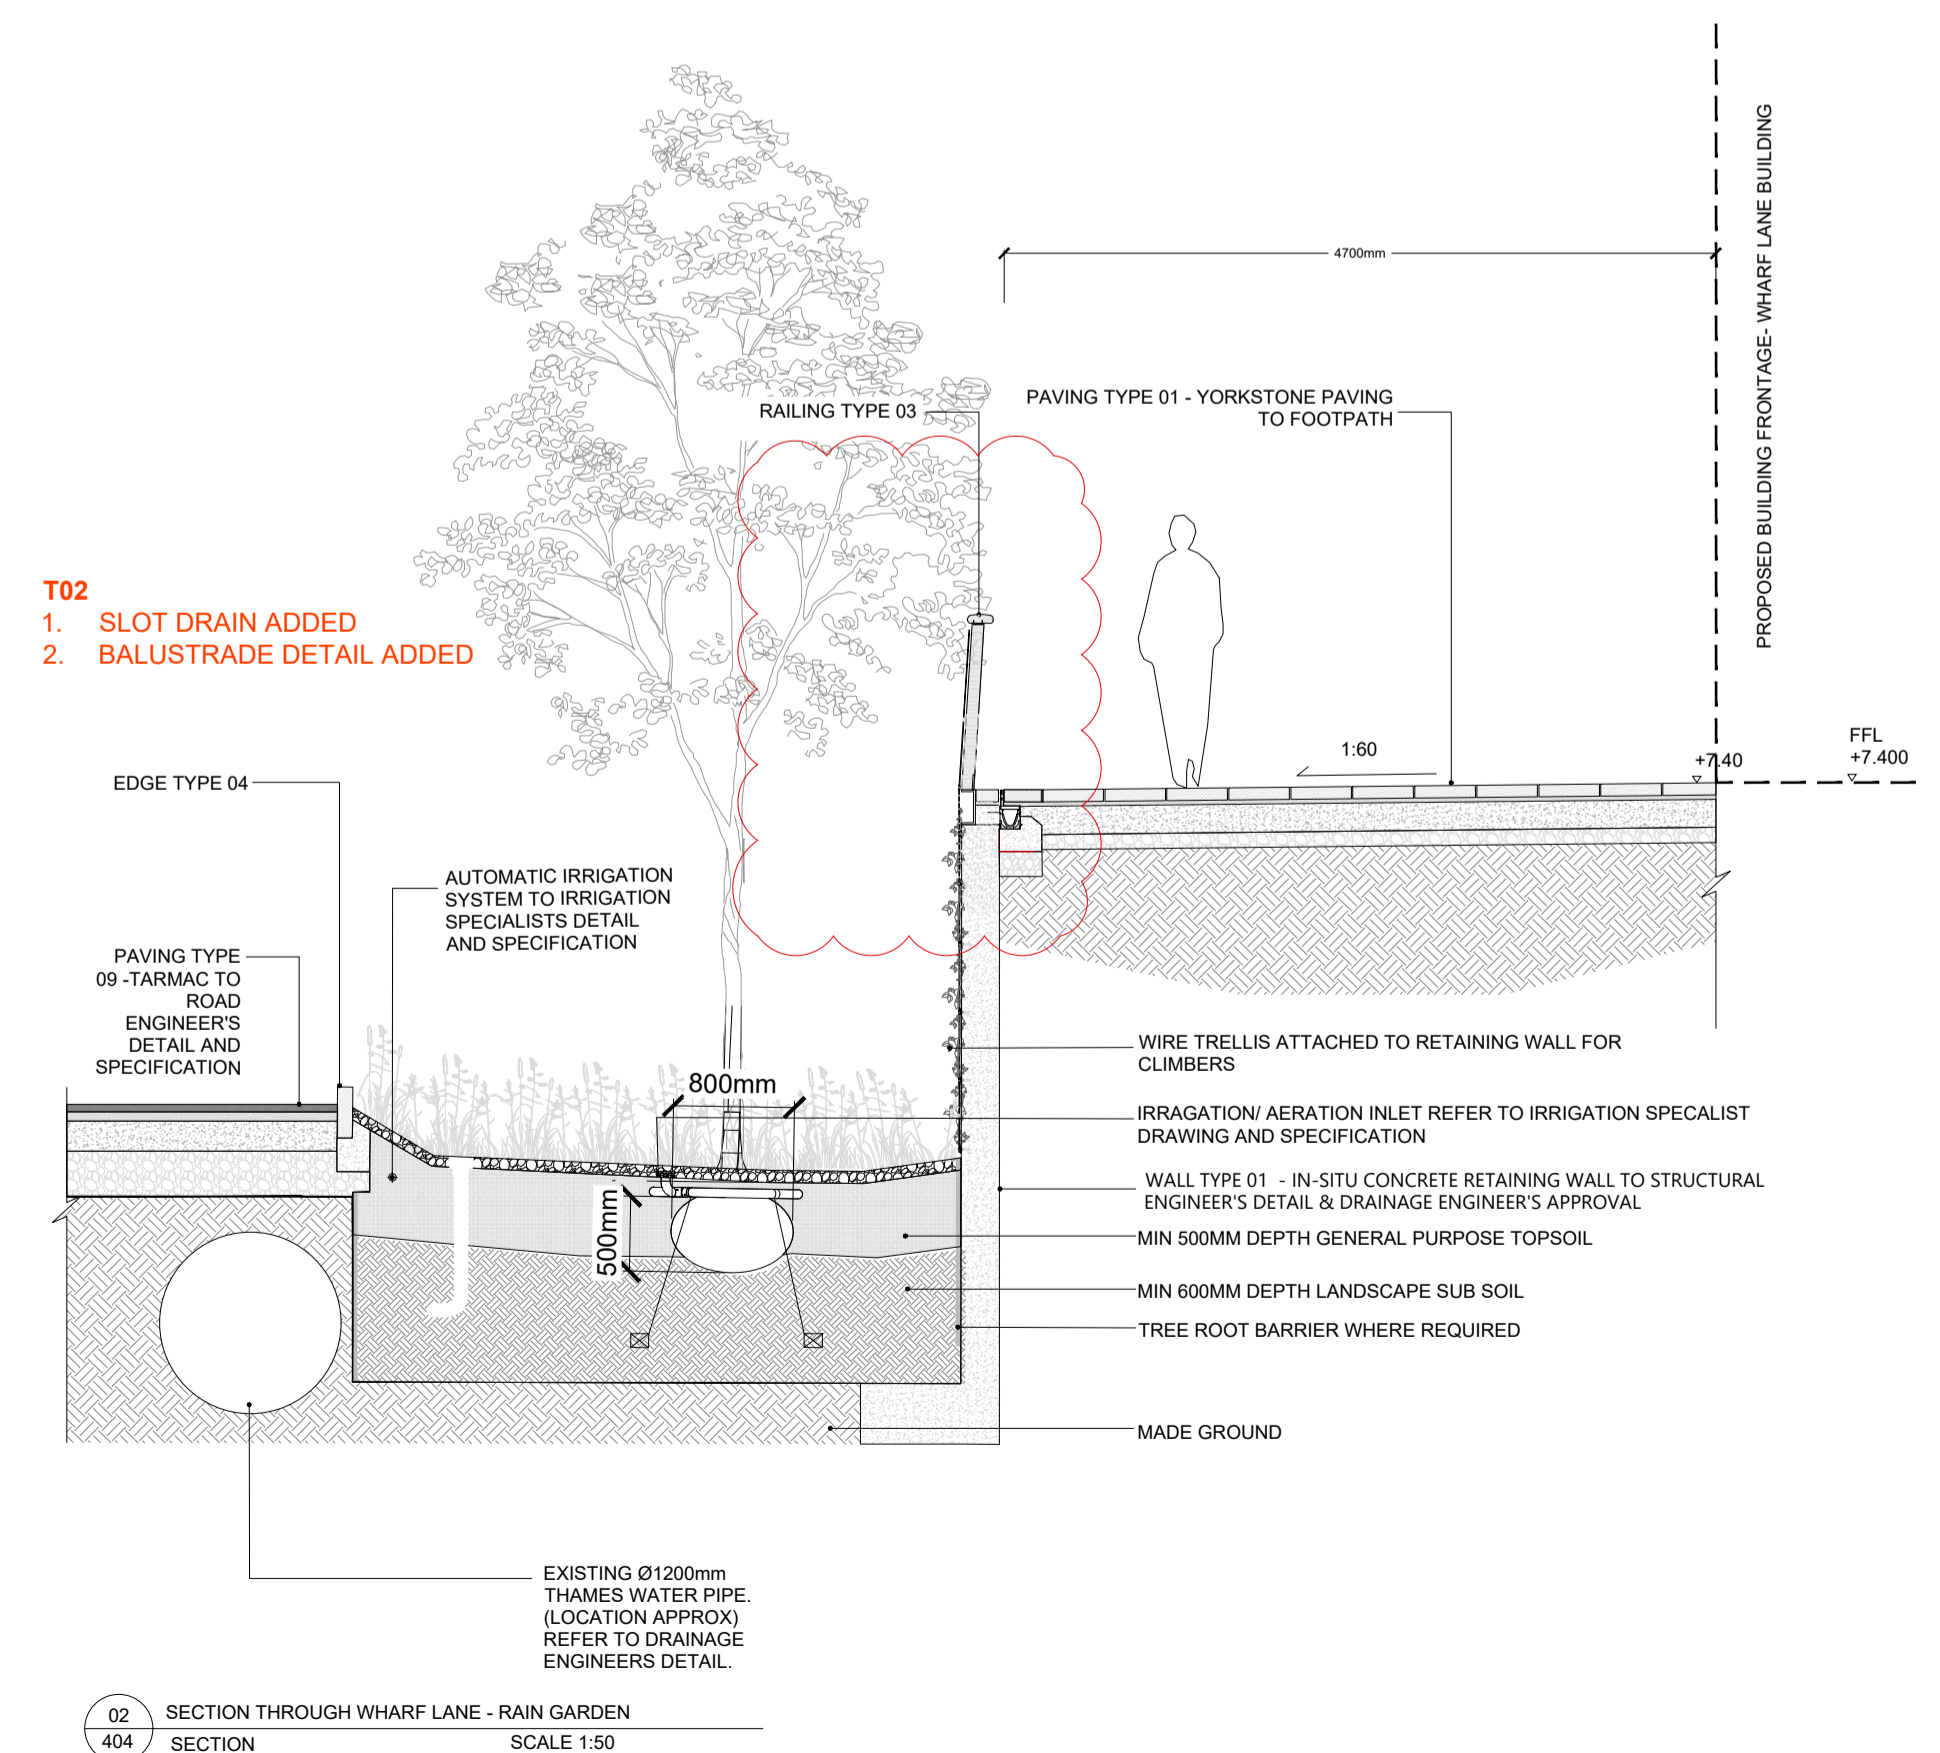 PROPOSED BUILDING FRONTAGE- WHARF LANE BUILDING
4700mm
RAILING TYPE 03
PAVING TYPE 01 - YORKSTONE PAVING
TO FOOTPATH
T02
1. SLOT DRAIN ADDED
2. BALUSTRADE DETAIL ADDED
1:60
+7.40
FFL
+7.400
EDGE TYPE 04
AUTOMATIC IRRIGATION
SYSTEM TO IRRIGATION
SPECIALISTS DETAIL
AND SPECIFICATION
PAVING TYPE
09 -TARMAC TO
ROAD
ENGINEER'S
DETAIL AND
SPECIFICATION
800mm
500mm
WIRE TRELLIS ATTACHED TO RETAINING WALL FOR
CLIMBERS
IRRAGATION/ AERATION INLET REFER TO IRRIGATION SPECALIST
DRAWING AND SPECIFICATION
WALL TYPE 01 - IN-SITU CONCRETE RETAINING WALL TO STRUCTURAL
ENGINEER'S DETAIL & DRAINAGE ENGINEER'S APPROVAL
MIN 500MM DEPTH GENERAL PURPOSE TOPSOIL
MIN 600MM DEPTH LANDSCAPE SUB SOIL
TREE ROOT BARRIER WHERE REQUIRED
MADE GROUND
EXISTING Ø1200mm
THAMES WATER PIPE.
(LOCATION APPROX)
REFER TO DRAINAGE
ENGINEERS DETAIL.
02
404
SECTION THROUGH WHARF LANE - RAIN GARDEN
SECTION SCALE 1:50